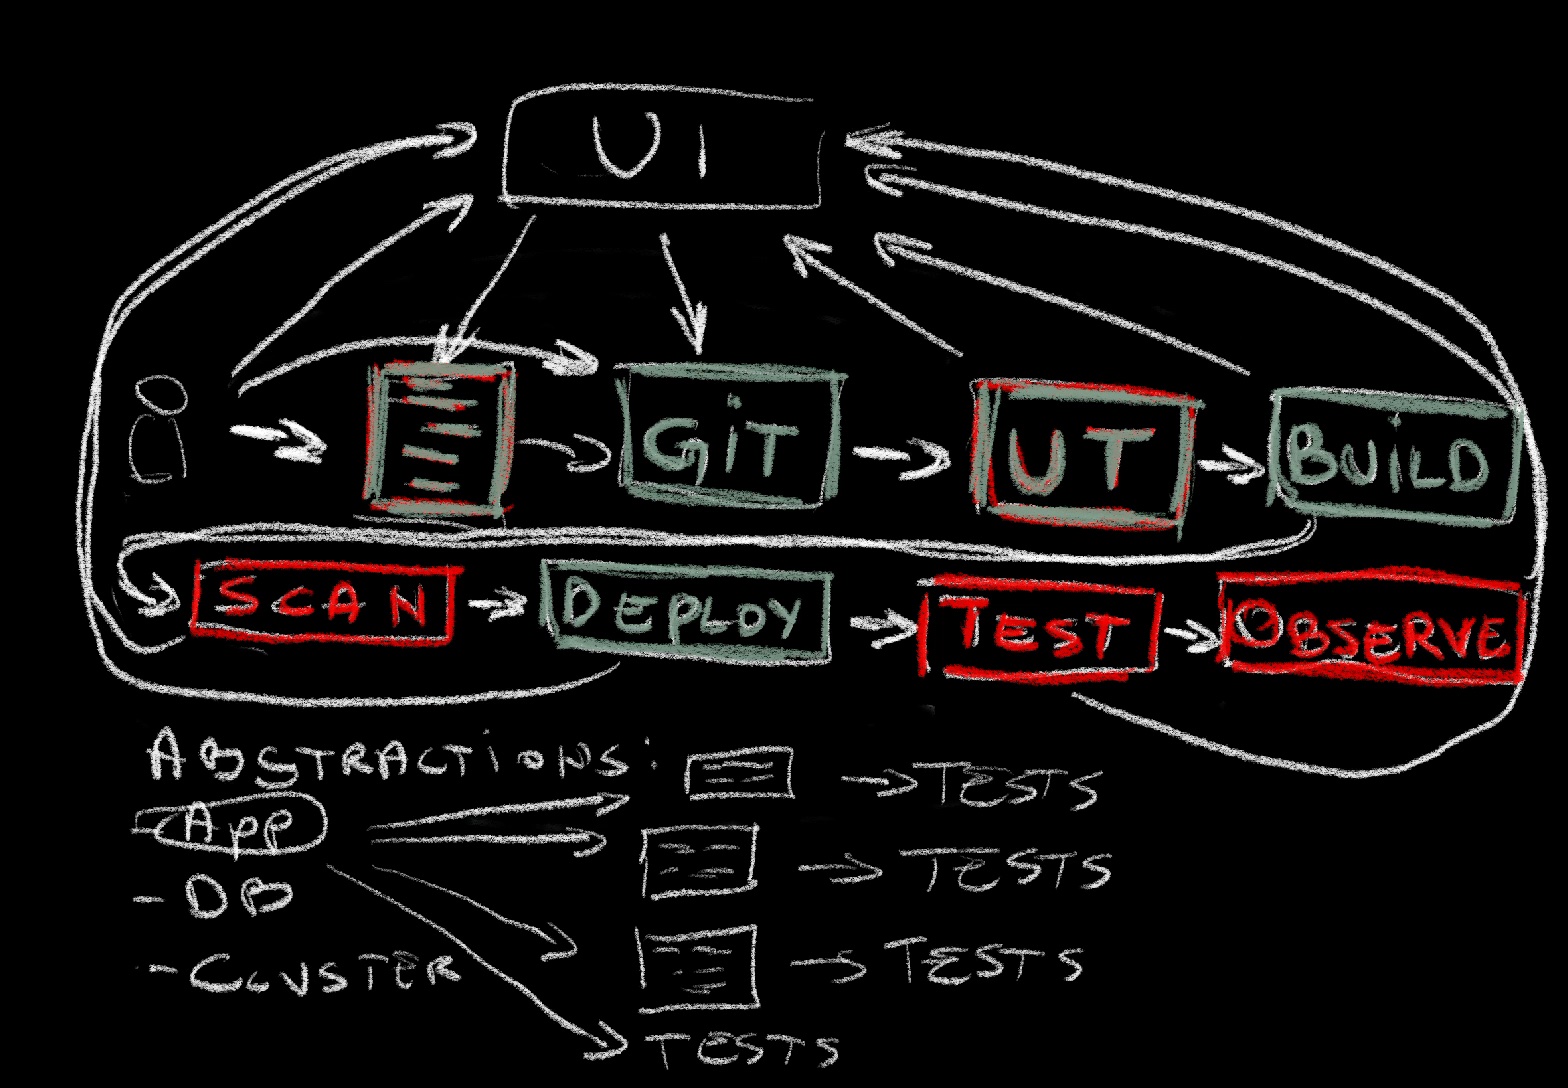 UI
GiT
UT
BUiLD
SCAN
DEPLOY
TEST
OBSERVE
ABSTRACTiONS:
- App
- DB
- CLUSTER
TESTS
TESTS
TESTS
TESTS